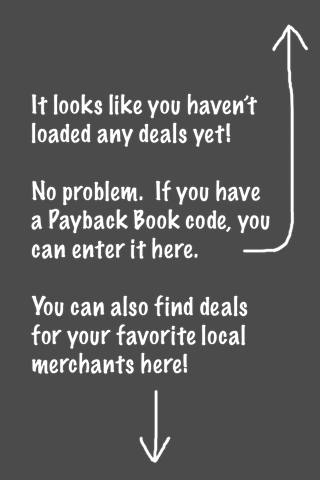 It looks like you haven't
loaded any deals yet!
No problem.  If you have
a Payback Book code, you
can enter it here.
You can also find deals
for your favorite local
merchants here!